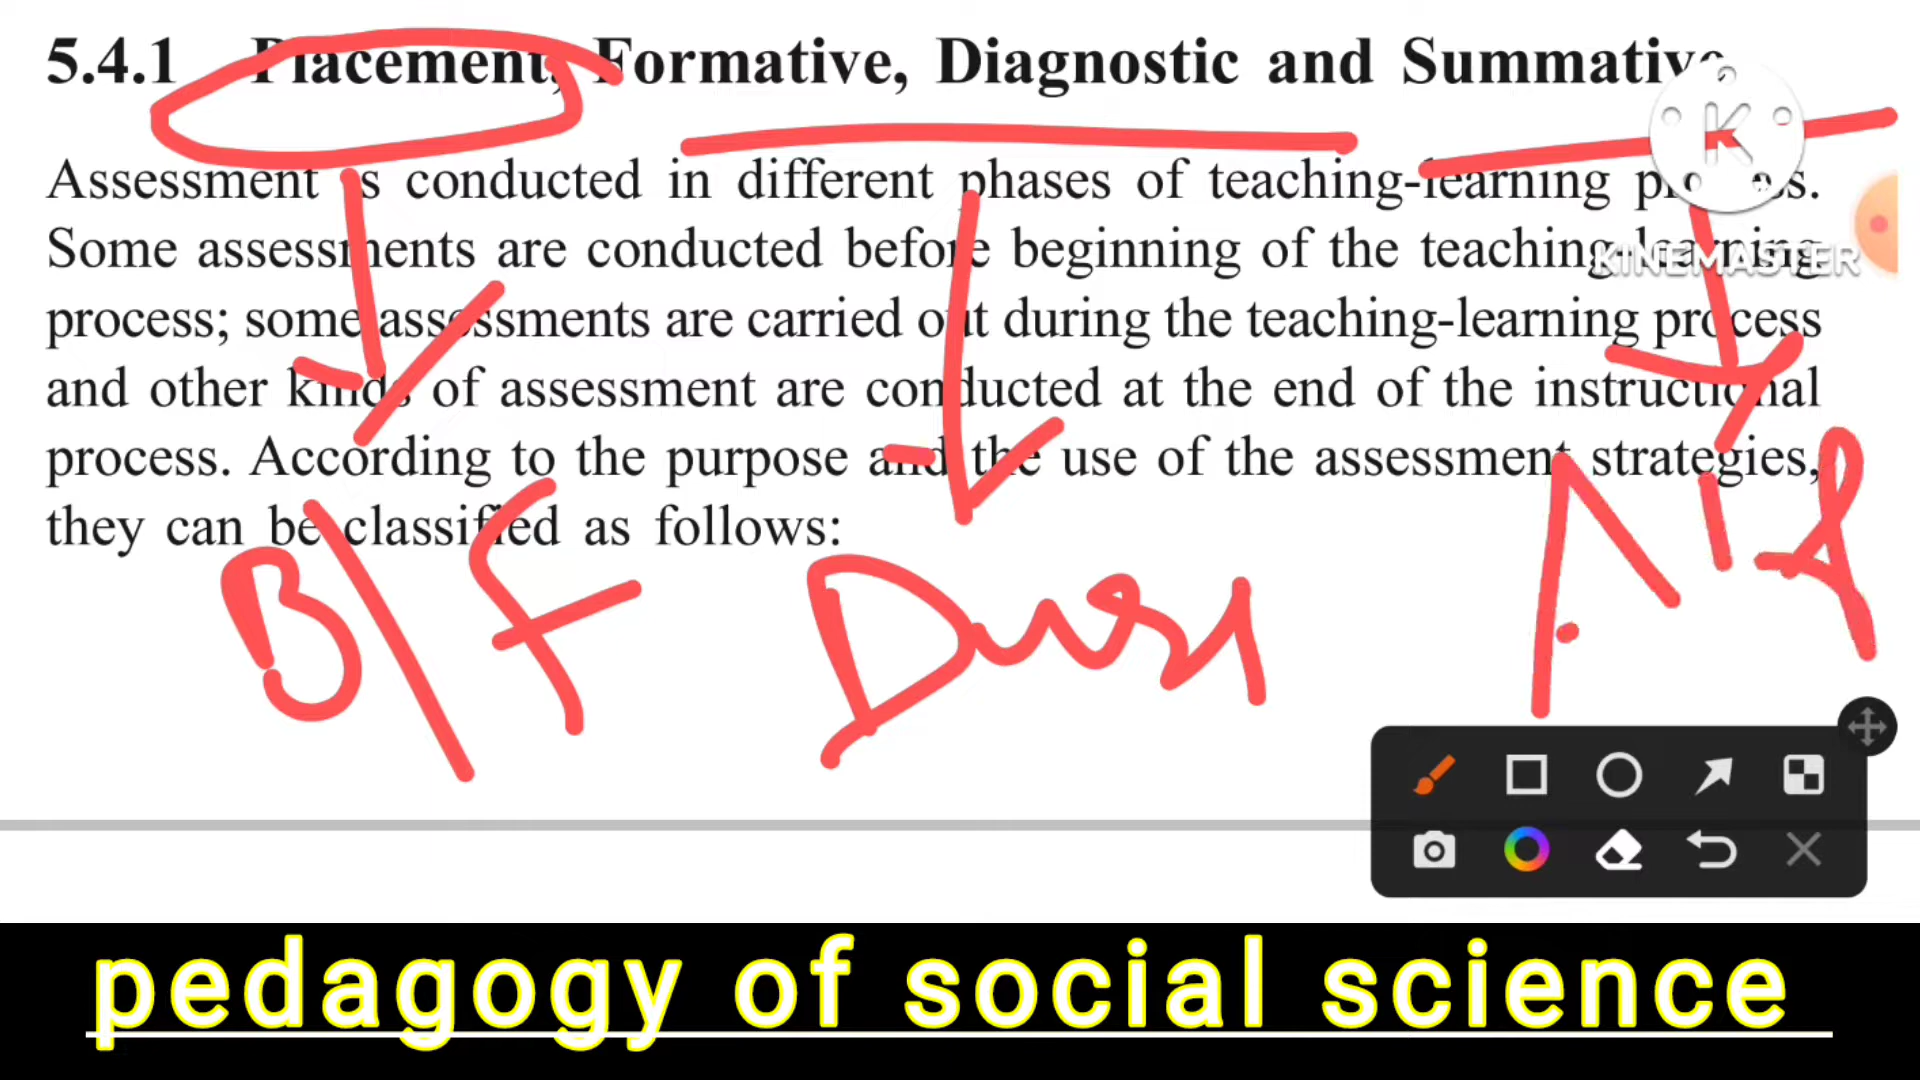 5.4.1 Placement, Formative, Diagnostic and Summative
Assessment is conducted in different phases of teaching-learning process.
Some assessments are conducted before beginning of the teaching-learning
process; some assessments are carried out during the teaching-learning process
and other kinds of assessment are conducted at the end of the instructional
process. According to the purpose and the use of the assessment strategies,
they can be classified as follows:
B/F
K
KINEMASTER
pedagogy of social science